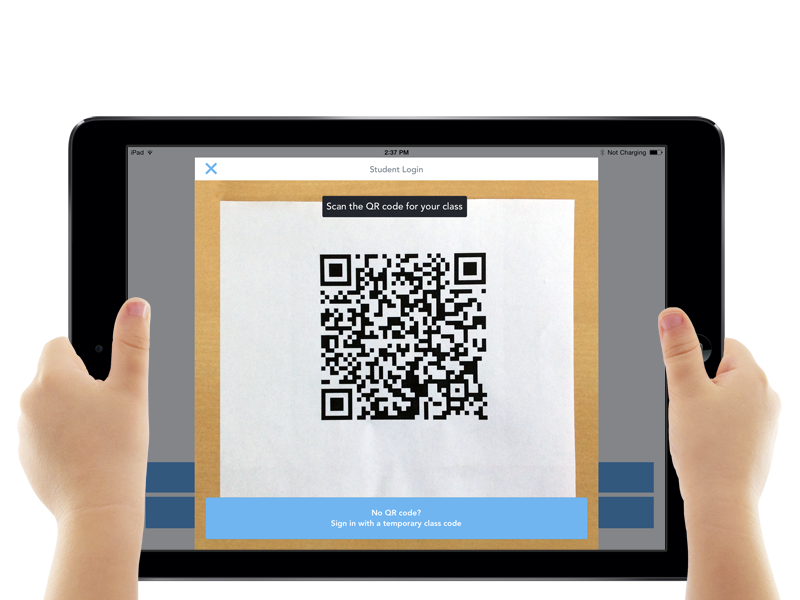 iPad
2:37 PM
Not Charging
Student Login
Scan the QR code for your class
No QR code?
Sign in with a temporary class code